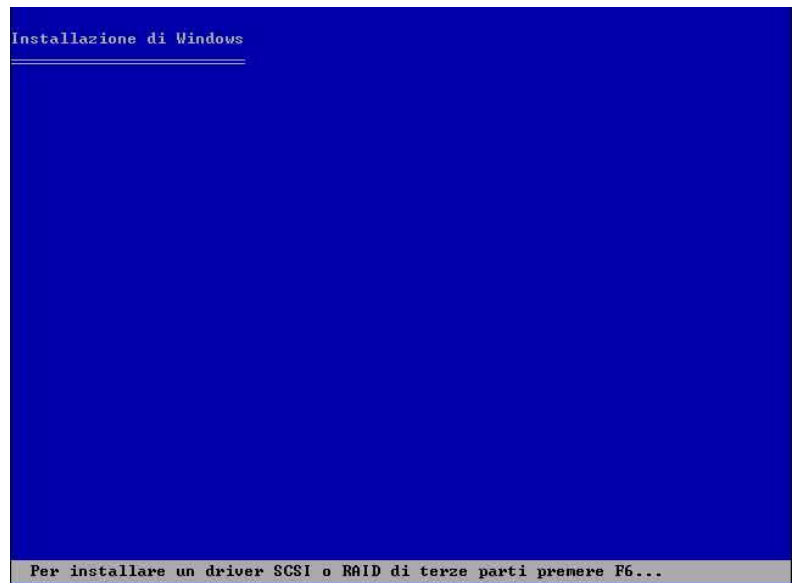 Installazione di Windows
Per installare un driver SCSI o RAID di terze parti premere F6...